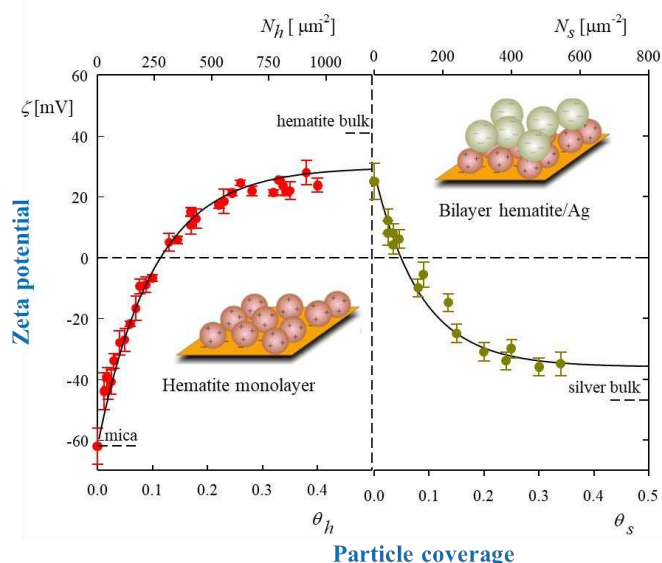 N_h [ μm²]
N_s [ μm⁻²]
0 250 500 750 1000
0 200 400 600 800
ζ [mV]
60
40
20
0
-20
-40
-60
hematite bulk
Bilayer hematite/Ag
Hematite monolayer
silver bulk
mica
0.0 0.1 0.2 0.3 0.4
0.0 0.1 0.2 0.3 0.4 0.5
θ_h
θ_s
Zeta potential
Particle coverage